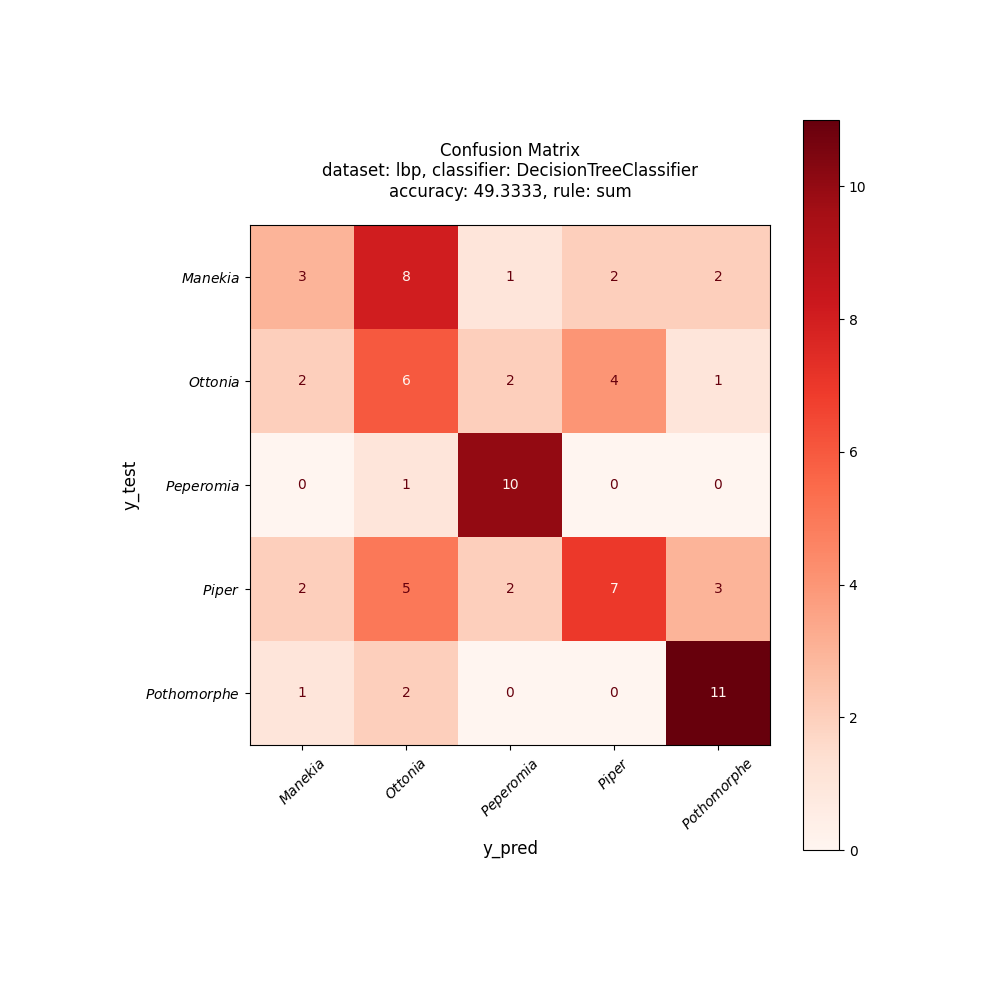 Confusion Matrix
dataset: lbp, classifier: DecisionTreeClassifier
accuracy: 49.3333, rule: sum
y_test
Manekia 3 8 1 2 2
Ottonia 2 6 2 4 1
Peperomia 0 1 10 0 0
Piper 2 5 2 7 3
Pothomorphe 1 2 0 0 11
Manekia Ottonia Peperomia Piper Pothomorphe
y_pred
10
8
6
4
2
0